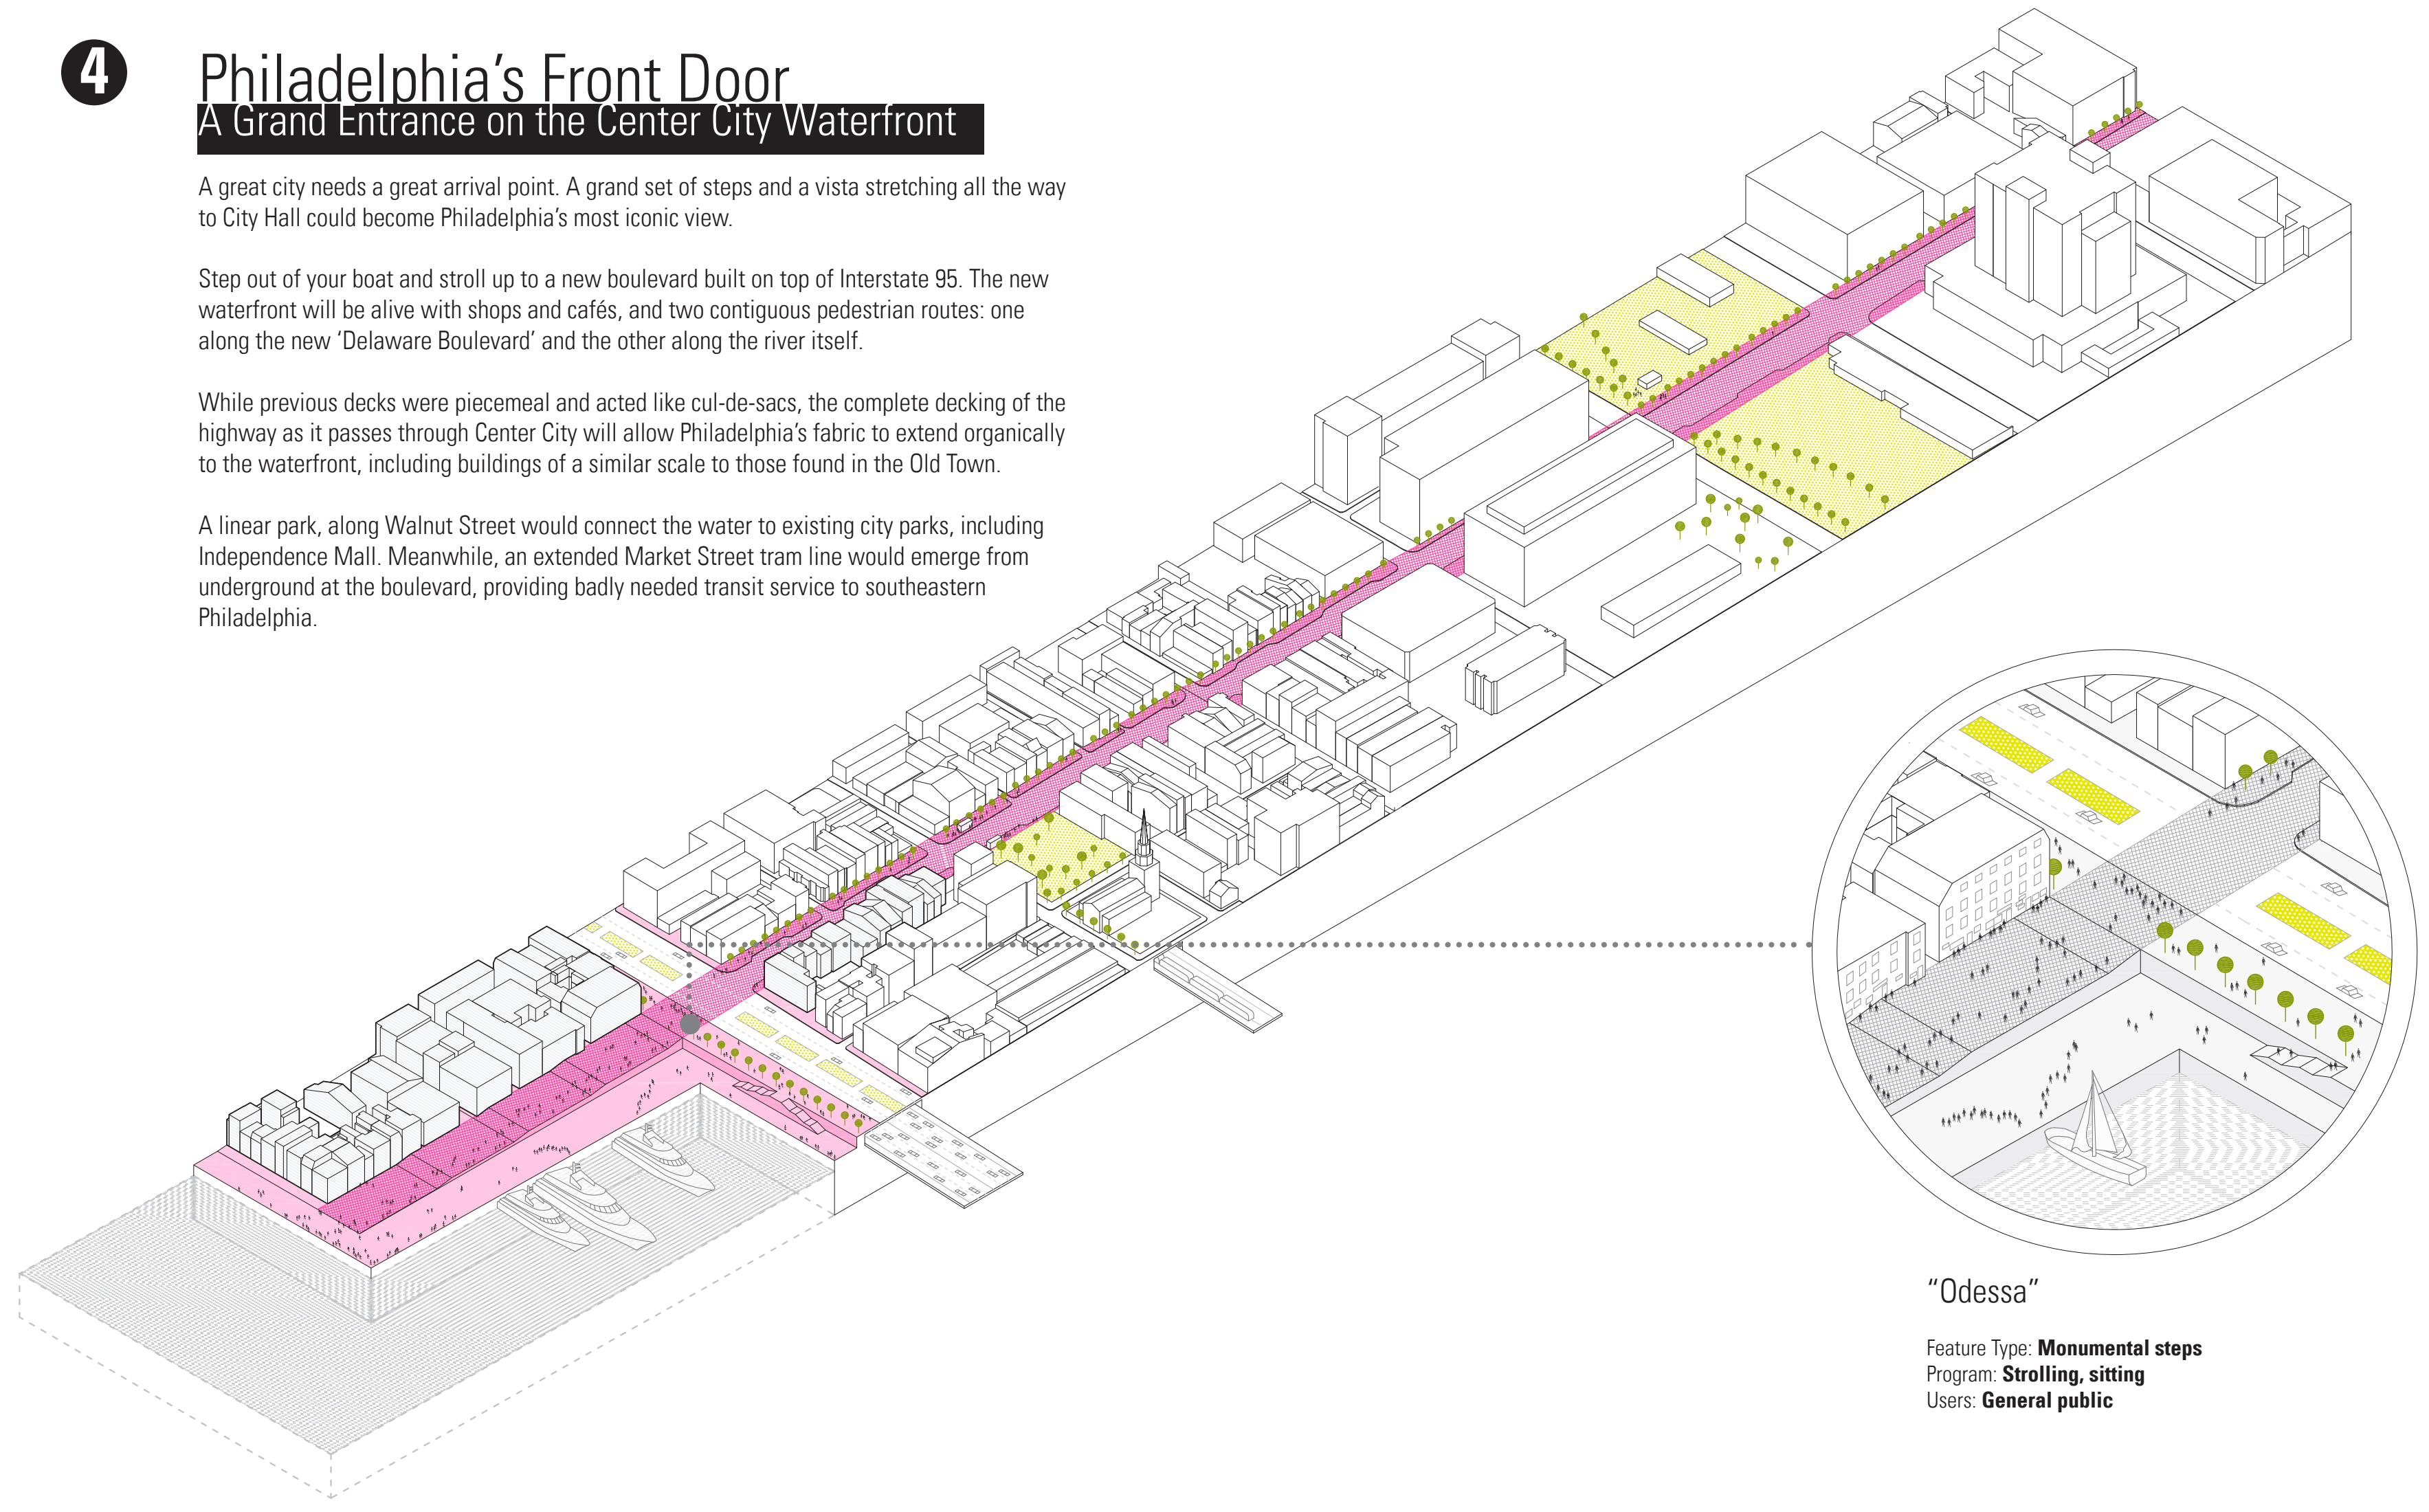 4
Philadelphia’s Front Door
A Grand Entrance on the Center City Waterfront
A great city needs a great arrival point. A grand set of steps and a vista stretching all the way
to City Hall could become Philadelphia’s most iconic view.
Step out of your boat and stroll up to a new boulevard built on top of Interstate 95. The new
waterfront will be alive with shops and cafés, and two contiguous pedestrian routes: one
along the new ‘Delaware Boulevard’ and the other along the river itself.
While previous decks were piecemeal and acted like cul-de-sacs, the complete decking of the
highway as it passes through Center City will allow Philadelphia’s fabric to extend organically
to the waterfront, including buildings of a similar scale to those found in the Old Town.
A linear park, along Walnut Street would connect the water to existing city parks, including
Independence Mall. Meanwhile, an extended Market Street tram line would emerge from
underground at the boulevard, providing badly needed transit service to southeastern
Philadelphia.
“Odessa”
Feature Type: Monumental steps
Program: Strolling, sitting
Users: General public